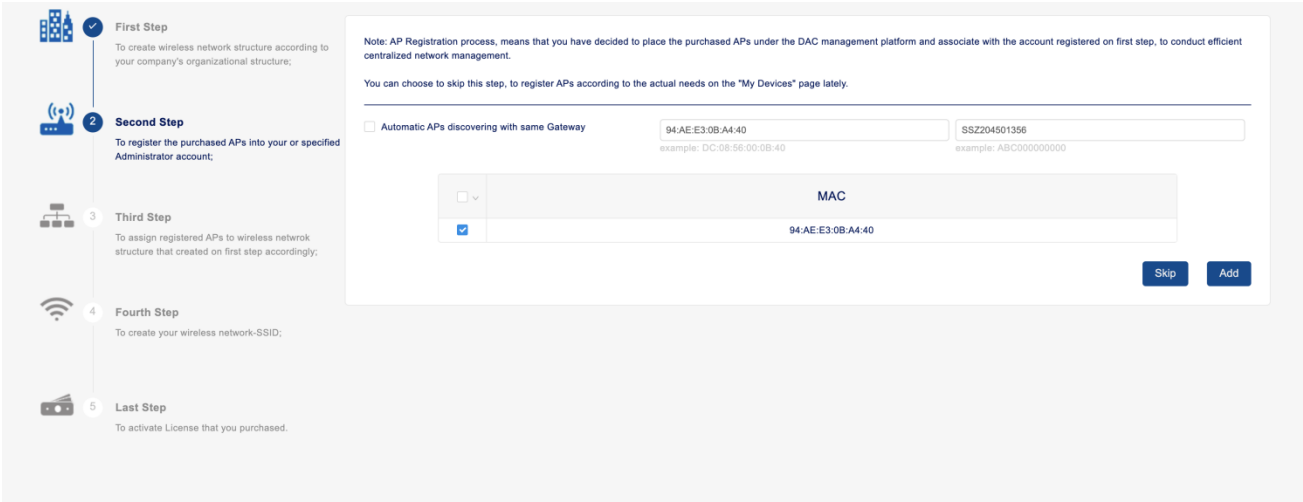 First Step
To create wireless network structure according to
your company's organizational structure;
2
Second Step
To register the purchased APs into your or specified
Administrator account;
3
Third Step
To assign registered APs to wireless netwrok
structure that created on first step accordingly;
4
Fourth Step
To create your wireless network-SSID;
5
Last Step
To activate License that you purchased.
Note: AP Registration process, means that you have decided to place the purchased APs under the DAC management platform and associate with the account registered on first step, to conduct efficient
centralized network management.
You can choose to skip this step, to register APs according to the actual needs on the "My Devices" page lately.
Automatic APs discovering with same Gateway
94:AE:E3:0B:A4:40
SSZ204501356
example: DC:08:56:00:0B:40
example: ABC000000000
MAC
94:AE:E3:0B:A4:40
Skip
Add